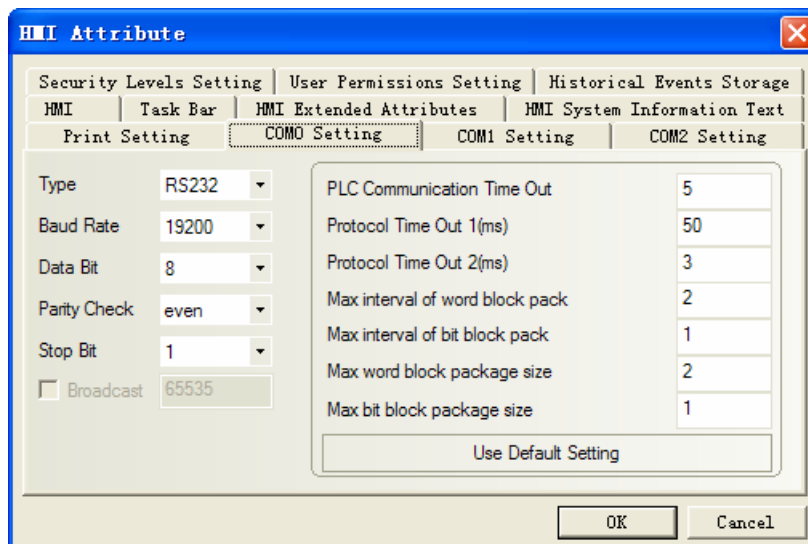 HMI Attribute
Security Levels Setting User Permissions Setting Historical Events Storage
HMI Task Bar HMI Extended Attributes HMI System Information Text
Print Setting COM0 Setting COM1 Setting COM2 Setting
Type RS232
Baud Rate 19200
Data Bit 8
Parity Check even
Stop Bit 1
Broadcast 65535
PLC Communication Time Out 5
Protocol Time Out 1(ms) 50
Protocol Time Out 2(ms) 3
Max interval of word block pack 2
Max interval of bit block pack 1
Max word block package size 2
Max bit block package size 1
Use Default Setting
OK Cancel